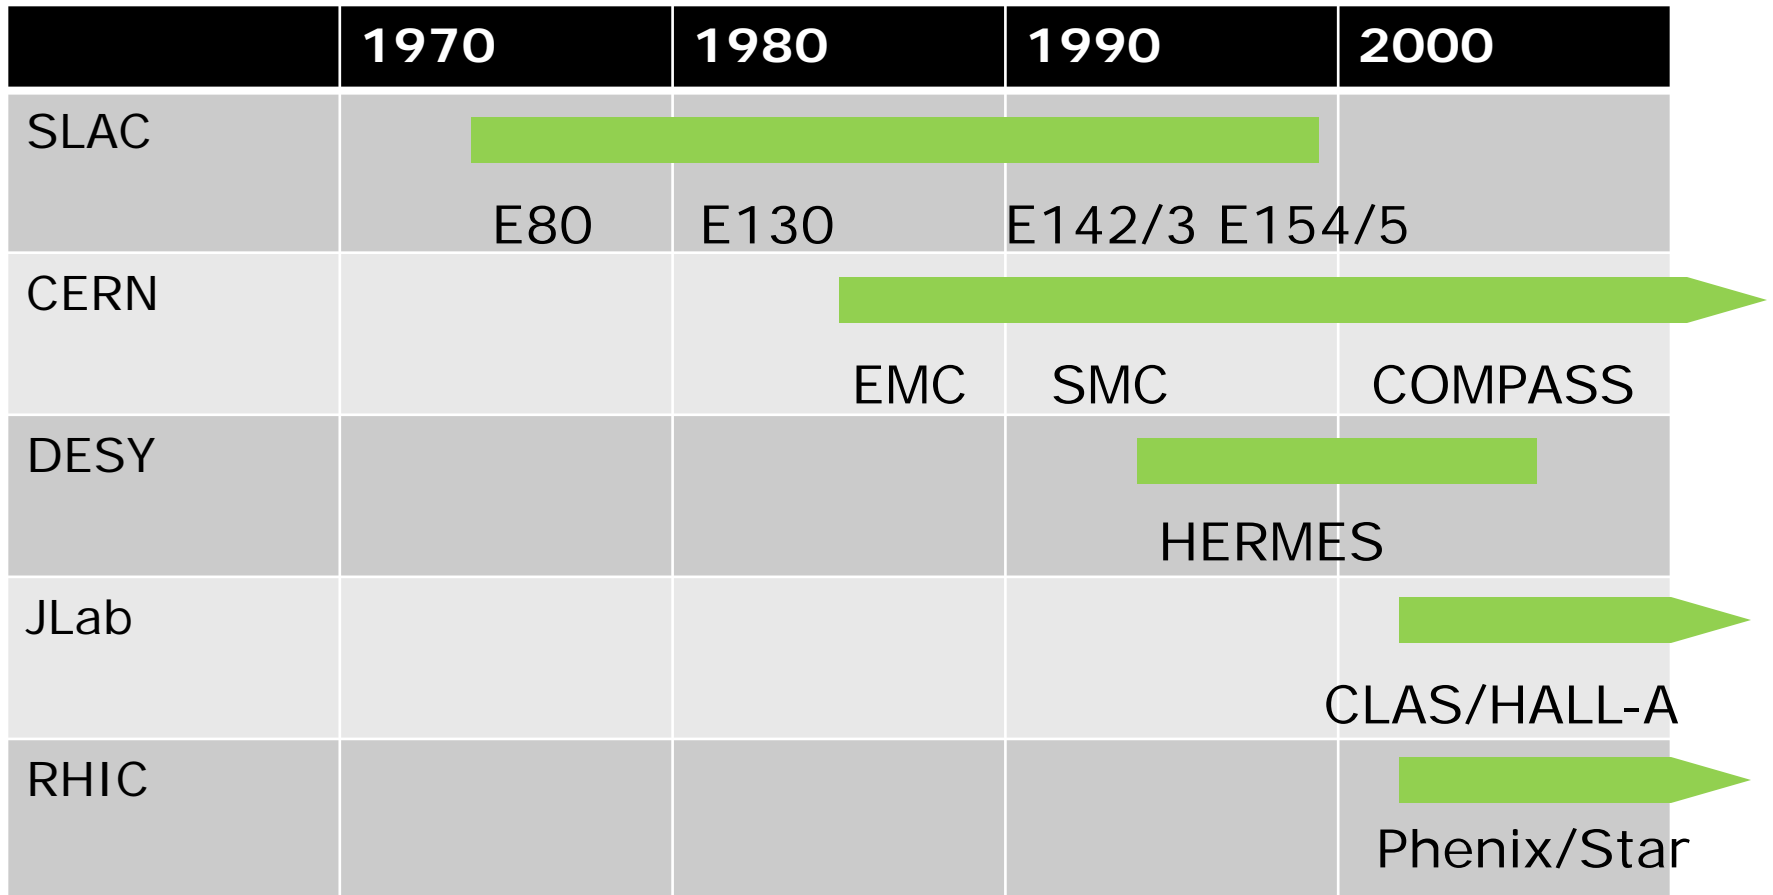 1970 1980 1990 2000
SLAC
E80 E130 E142/3 E154/5
CERN
EMC SMC COMPASS
DESY
HERMES
JLab
CLAS/HALL-A
RHIC
Phenix/Star